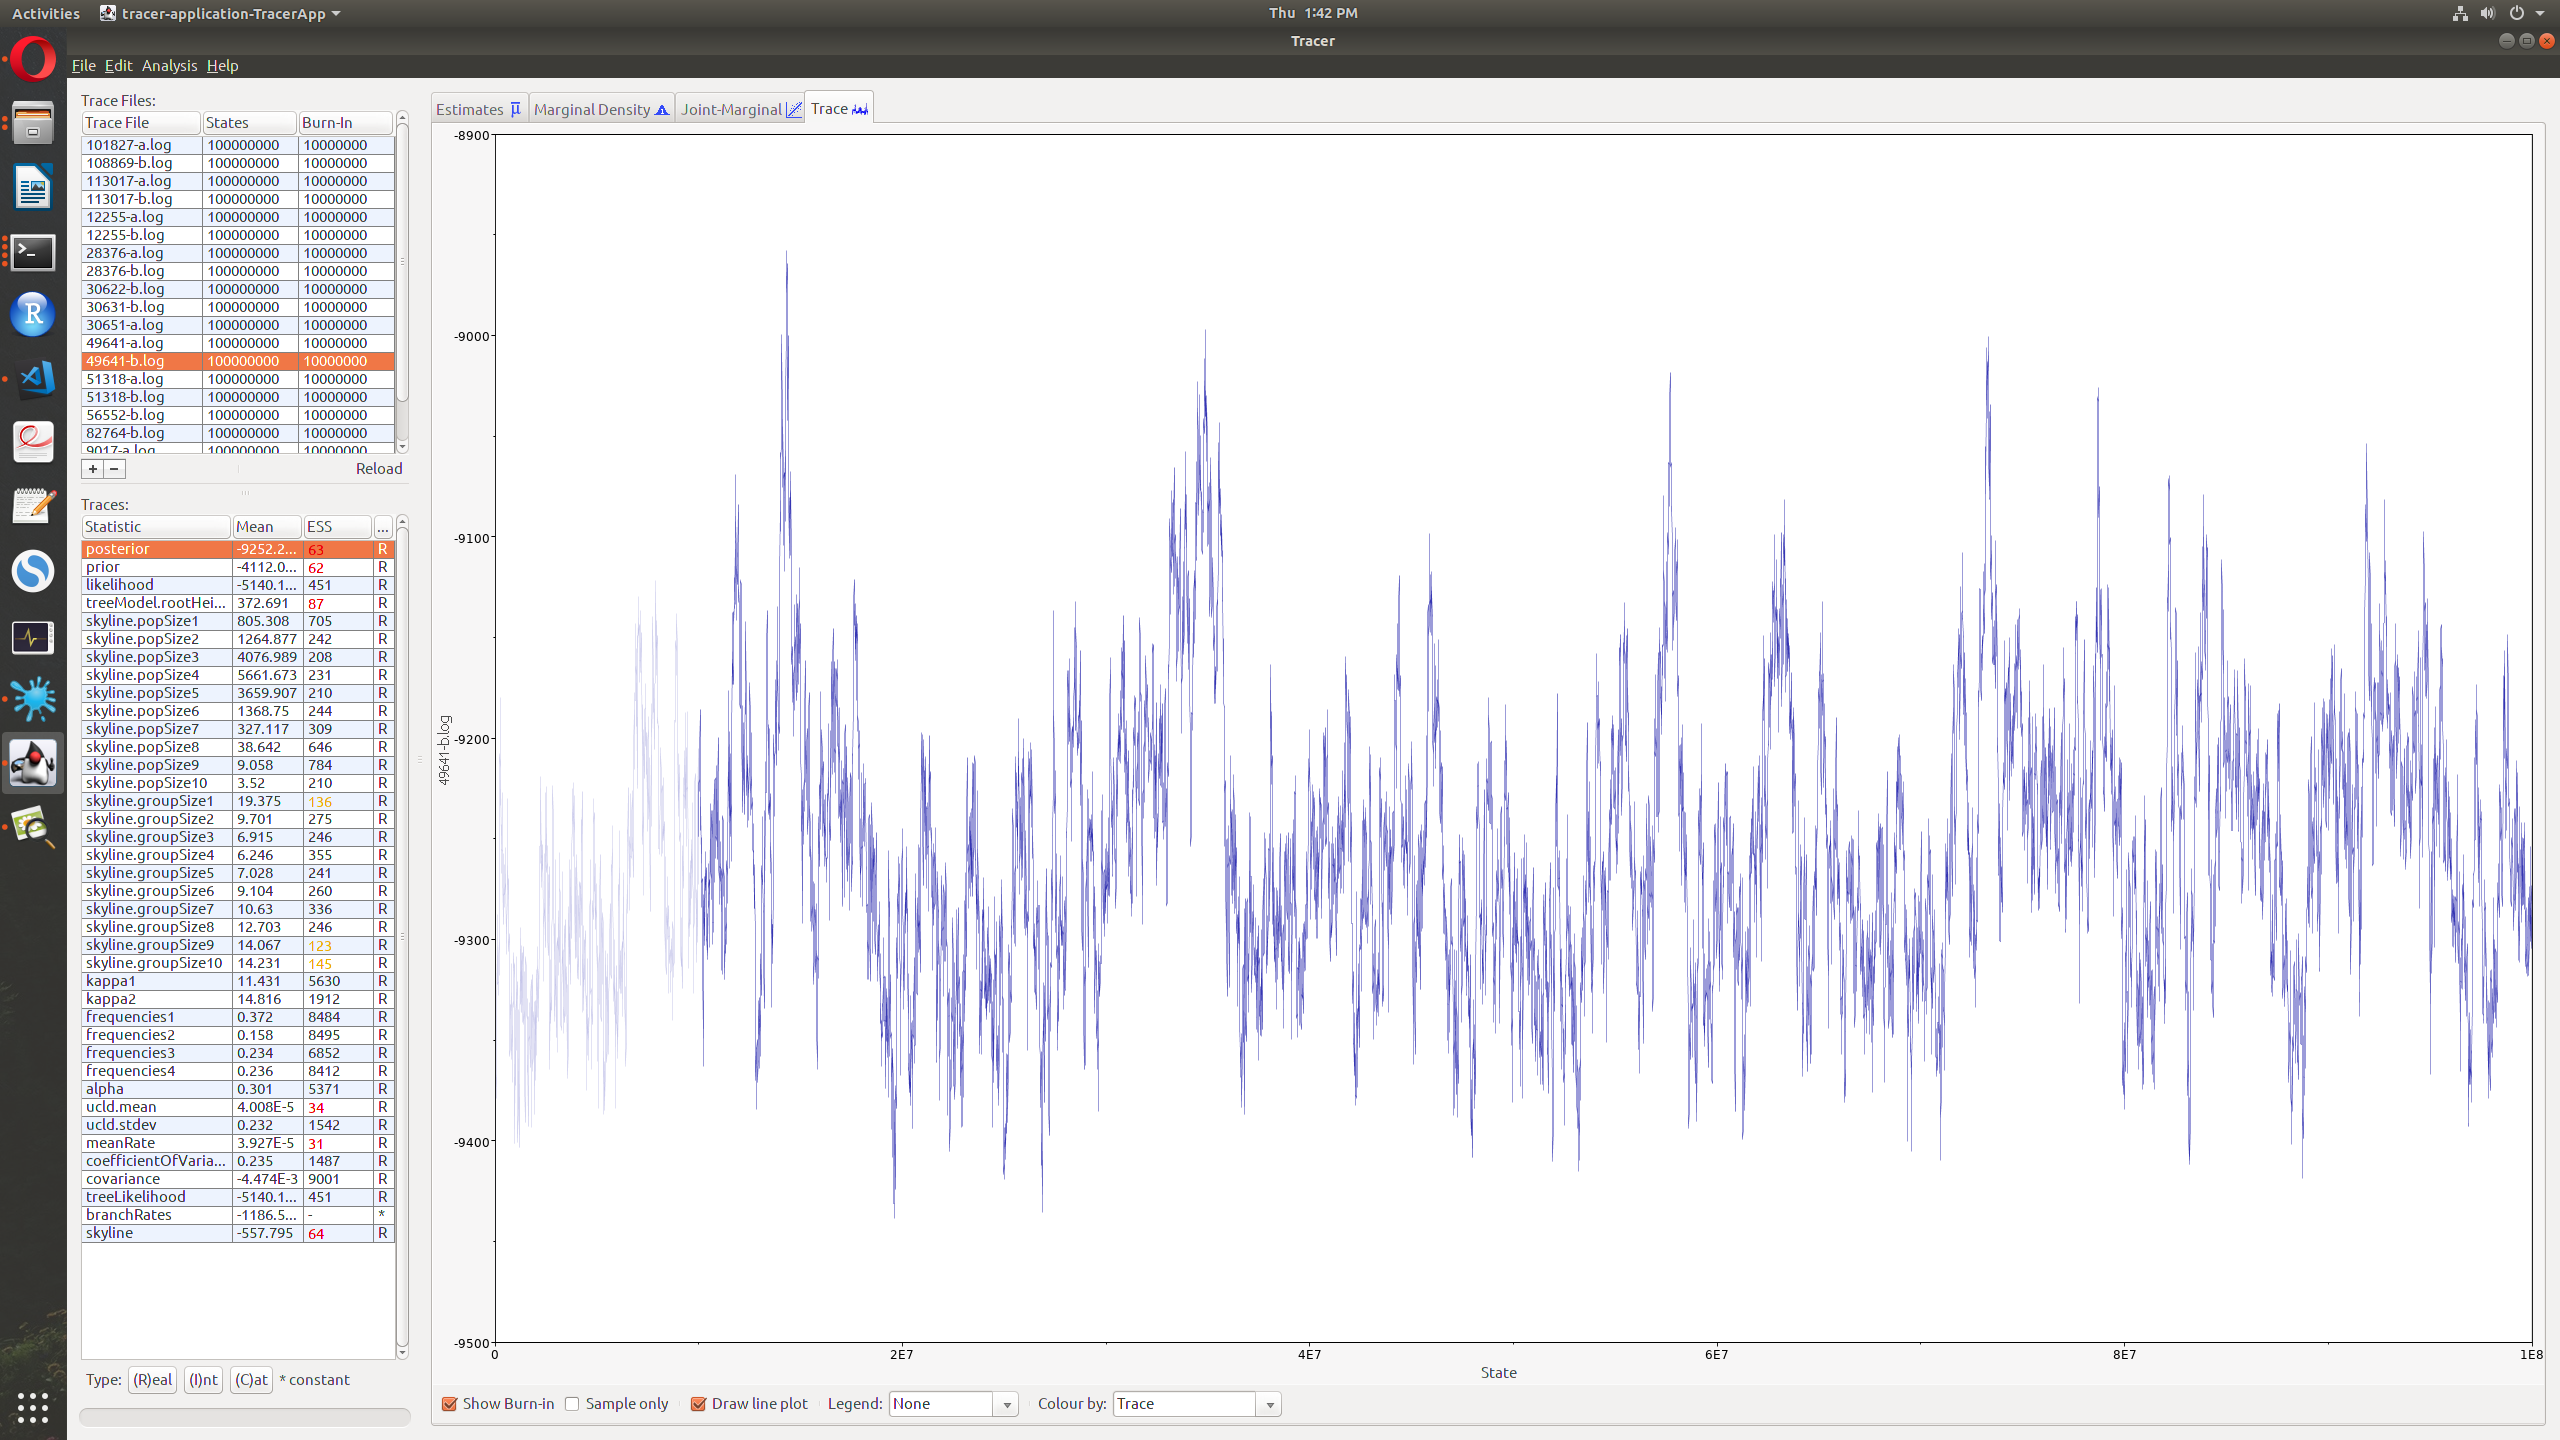 Activities tracer-application-TracerApp Thu 1:42 PM
Tracer
File Edit Analysis Help
Trace Files:
Trace File States Burn-In
101827-a.log 100000000 10000000
108869-b.log 100000000 10000000
113017-a.log 100000000 10000000
113017-b.log 100000000 10000000
12255-a.log 100000000 10000000
12255-b.log 100000000 10000000
28376-a.log 100000000 10000000
28376-b.log 100000000 10000000
30622-b.log 100000000 10000000
30631-b.log 100000000 10000000
30651-a.log 100000000 10000000
49641-a.log 100000000 10000000
49641-b.log 100000000 10000000
51318-a.log 100000000 10000000
51318-b.log 100000000 10000000
56552-b.log 100000000 10000000
82764-b.log 100000000 10000000
9017-a.log 100000000 10000000
+ − Reload
Traces:
Statistic Mean ESS ...
posterior -9252.2... 63 R
prior -4112.0... 62 R
likelihood -5140.1... 451 R
treeModel.rootHei... 372.691 87 R
skyline.popSize1 805.308 705 R
skyline.popSize2 1264.877 242 R
skyline.popSize3 4076.989 208 R
skyline.popSize4 5661.673 231 R
skyline.popSize5 3659.907 210 R
skyline.popSize6 1368.75 244 R
skyline.popSize7 327.117 309 R
skyline.popSize8 38.642 646 R
skyline.popSize9 9.058 784 R
skyline.popSize10 3.52 210 R
skyline.groupSize1 19.375 136 R
skyline.groupSize2 9.701 275 R
skyline.groupSize3 6.915 246 R
skyline.groupSize4 6.246 355 R
skyline.groupSize5 7.028 241 R
skyline.groupSize6 9.104 260 R
skyline.groupSize7 10.63 336 R
skyline.groupSize8 12.703 246 R
skyline.groupSize9 14.067 123 R
skyline.groupSize10 14.231 145 R
kappa1 11.431 5630 R
kappa2 14.816 1912 R
frequencies1 0.372 8484 R
frequencies2 0.158 8495 R
frequencies3 0.234 6852 R
frequencies4 0.236 8412 R
alpha 0.301 5371 R
ucld.mean 4.008E-5 34 R
ucld.stdev 0.232 1542 R
meanRate 3.927E-5 31 R
coefficientOfVaria... 0.235 1487 R
covariance -4.474E-3 9001 R
treeLikelihood -5140.1... 451 R
branchRates -1186.5... - *
skyline -557.795 64 R
Type: (R)eal (I)nt (C)at * constant
Estimates μ Marginal Density Joint-Marginal Trace
-8900
-9000
-9100
-9200
-9300
-9400
-9500
49641-b.log
0 2E7 4E7 6E7 8E7 1E8
State
Show Burn-in Sample only Draw line plot Legend: None Colour by: Trace